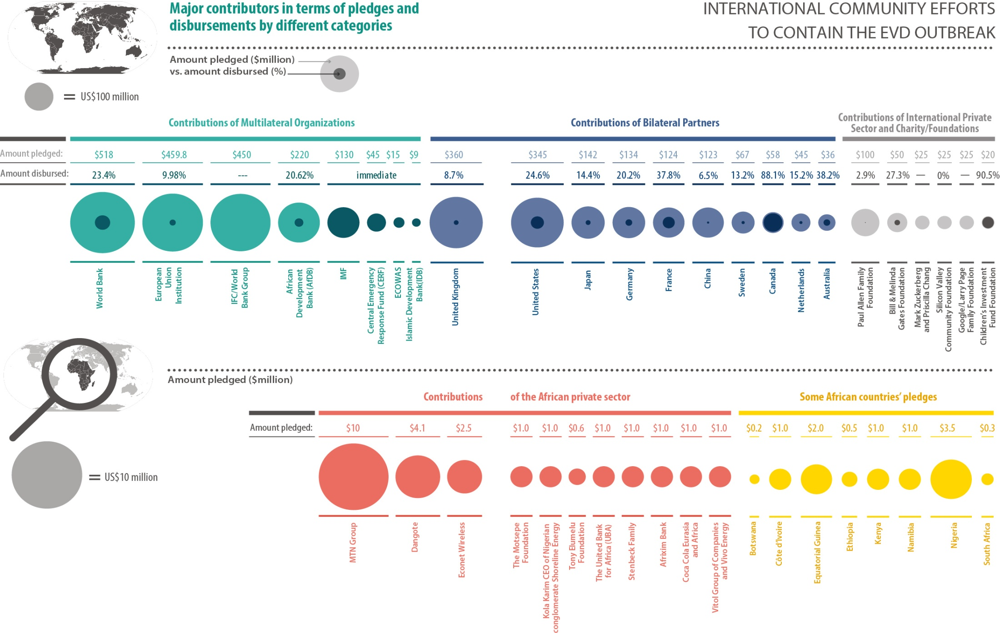 Major contributors in terms of pledges and
disbursements by different categories
INTERNATIONAL COMMUNITY EFFORTS
TO CONTAIN THE EVD OUTBREAK
Amount pledged ($million)
vs. amount disbursed (%)
= US$100 million
Contributions of Multilateral Organizations
Contributions of Bilateral Partners
Contributions of International Private
Sector and Charity/Foundations
Amount pledged: $518 $459.8 $450 $220 $130 $45 $15 $9 $360 $345 $142 $134 $124 $123 $67 $58 $45 $36 $100 $50 $25 $25 $25 $20
Amount disbursed: 23.4% 9.98% --- 20.62% immediate 8.7% 24.6% 14.4% 20.2% 37.8% 6.5% 13.2% 88.1% 15.2% 38.2% 2.9% 27.3% — 0% — 90.5%
World Bank
European
Union
Institution
IFC/World
Bank Group
African
Development
Bank (AfDB)
IMF
Central Emergency
Response Fund (CERF)
ECOWAS
Islamic Development
Bank(IDB)
United Kingdom
United States
Japan
Germany
France
China
Sweden
Canada
Netherlands
Australia
Paul Allen Family
Foundation
Bill & Melinda
Gates Foundation
Mark Zuckerberg
and Priscilla Chang
Silicon Valley
Community Foundation
Google/Larry Page
Family Foundation
Children's Investment
Fund Foundation
Amount pledged ($million)
Contributions of the African private sector
Some African countries' pledges
Amount pledged: $10 $4.1 $2.5 $1.0 $1.0 $0.6 $1.0 $1.0 $1.0 $1.0 $1.0 $0.2 $1.0 $2.0 $0.5 $1.0 $1.0 $3.5 $0.3
= US$10 million
MTN Group
Dangote
Econet Wireless
The Motsepe
Foundation
Kola Karim CEO of Nigerian
conglomerate Shoreline Energy
Tony Elumelu
Foundation
The United Bank
for Africa (UBA)
Stenbeck Family
Afrixim Bank
Coca Cola Eurasia
and Africa
Vitol Group of Companies
and Vivo Energy
Botswana
Côte d'Ivoire
Equatorial Guinea
Ethiopia
Kenya
Namibia
Nigeria
South Africa